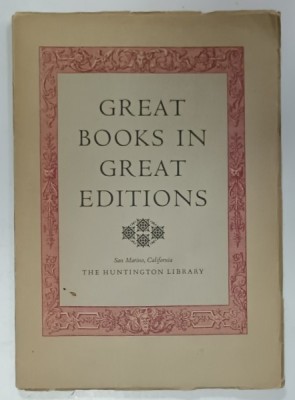 GREAT
BOOKS IN
GREAT
EDITIONS
San Marino, California
THE HUNTINGTON LIBRARY